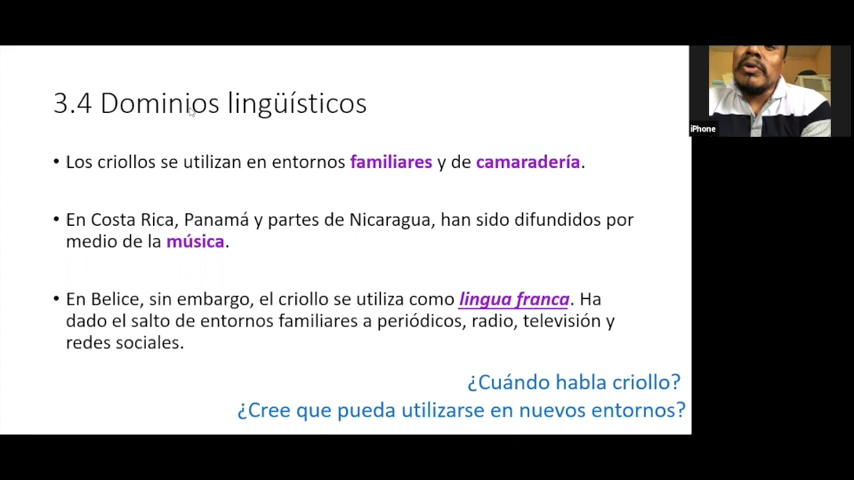 3.4 Dominios lingüísticos
• Los criollos se utilizan en entornos familiares y de camaradería.
• En Costa Rica, Panamá y partes de Nicaragua, han sido difundidos por
medio de la música.
• En Belice, sin embargo, el criollo se utiliza como lingua franca. Ha
dado el salto de entornos familiares a periódicos, radio, televisión y
redes sociales.
¿Cuándo habla criollo?
¿Cree que pueda utilizarse en nuevos entornos?
iPhone